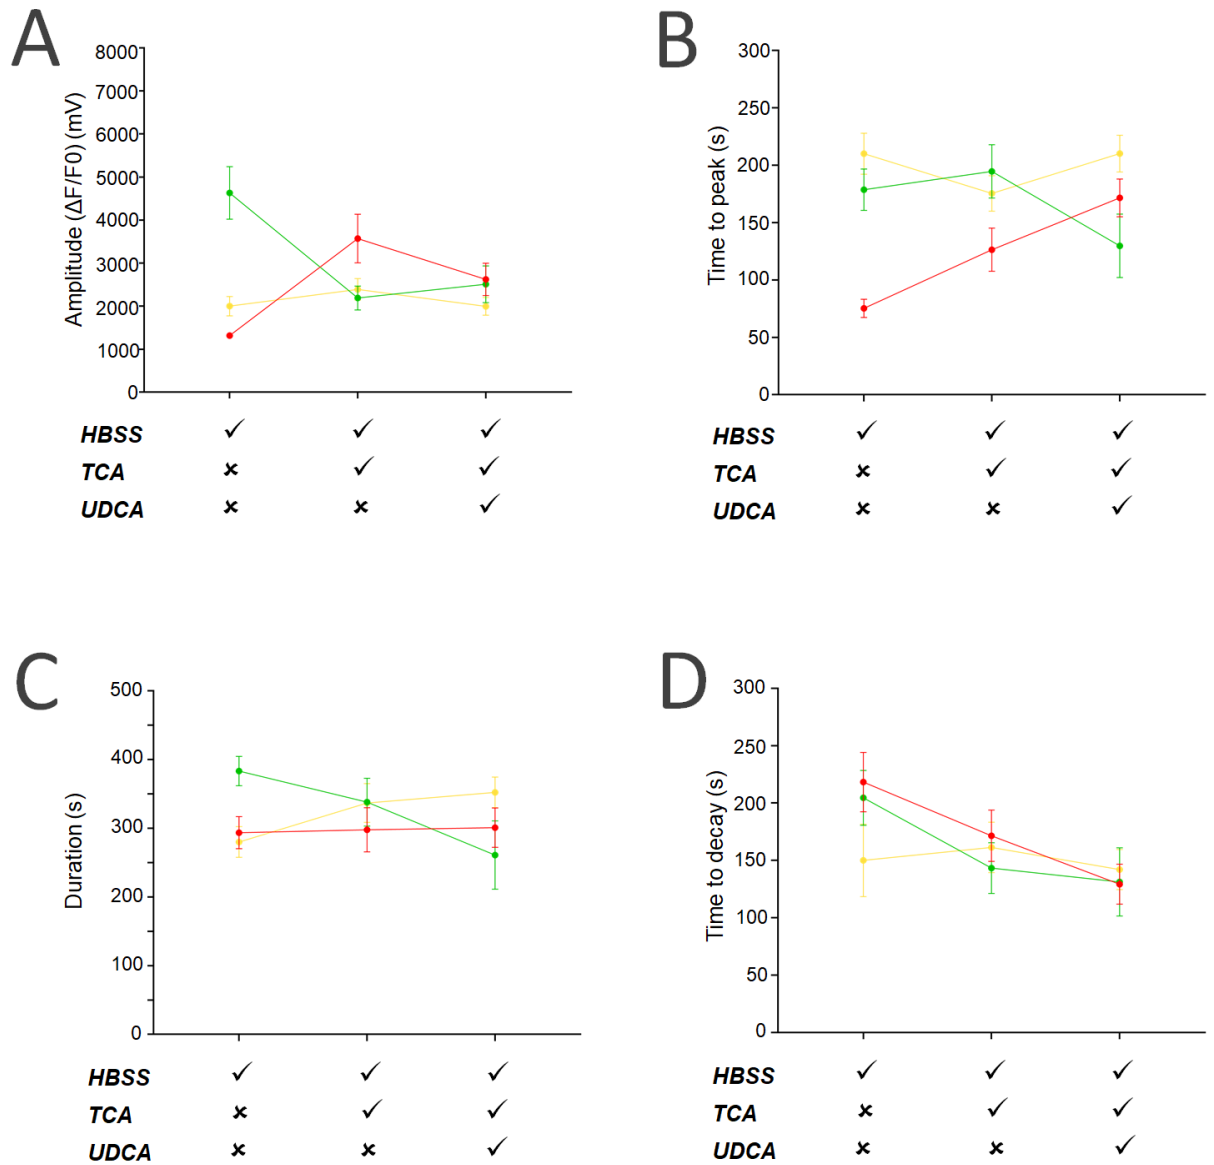 A
Amplitude (ΔF/F0) (mV)
8000
7000
6000
5000
4000
3000
2000
1000
0
HBSS ✓ ✓ ✓
TCA ✗ ✓ ✓
UDCA ✗ ✗ ✓
B
Time to peak (s)
300
250
200
150
100
50
0
HBSS ✓ ✓ ✓
TCA ✗ ✓ ✓
UDCA ✗ ✗ ✓
C
Duration (s)
500
400
300
200
100
0
HBSS ✓ ✓ ✓
TCA ✗ ✓ ✓
UDCA ✗ ✗ ✓
D
Time to decay (s)
300
250
200
150
100
50
0
HBSS ✓ ✓ ✓
TCA ✗ ✓ ✓
UDCA ✗ ✗ ✓